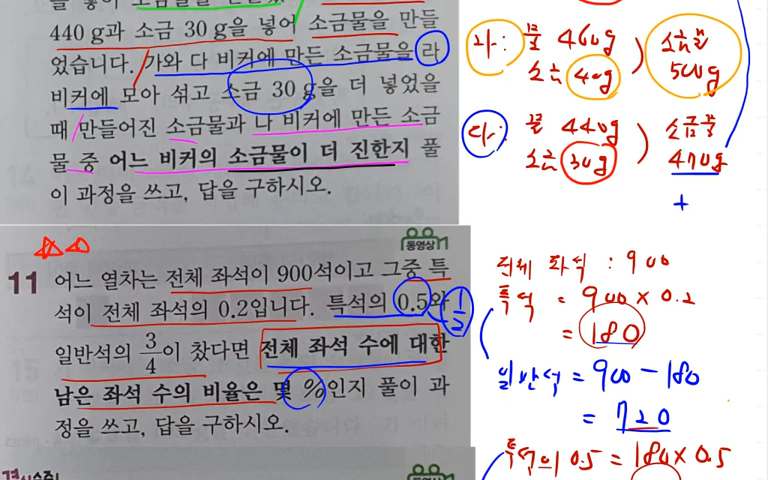 440 g과 소금 30 g을 넣어 소금물을 만들
었습니다. 가와 다 비커에 만든 소금물을 라
비커에 모아 섞고 소금 30 g을 더 넣었을
때 만들어진 소금물과 나 비커에 만든 소금
물 중 어느 비커의 소금물이 더 진한지 풀
이 과정을 쓰고, 답을 구하시오.
물 460g
소금 40g
소금물
500g
다: 물 440g
소금 30g
소금물
470g
+
동영상
11 어느 열차는 전체 좌석이 900석이고 그중 특
석이 전체 좌석의 0.2입니다. 특석의 0.5와 1/2
일반석의 3/4이 찼다면 전체 좌석 수에 대한
남은 좌석 수의 비율은 몇 %인지 풀이 과
정을 쓰고, 답을 구하시오.
전체 좌석 : 900
특석 = 900 × 0.2
= 180
일반석 = 900 - 180
= 720
특석의 0.5 = 180 × 0.5
동영상